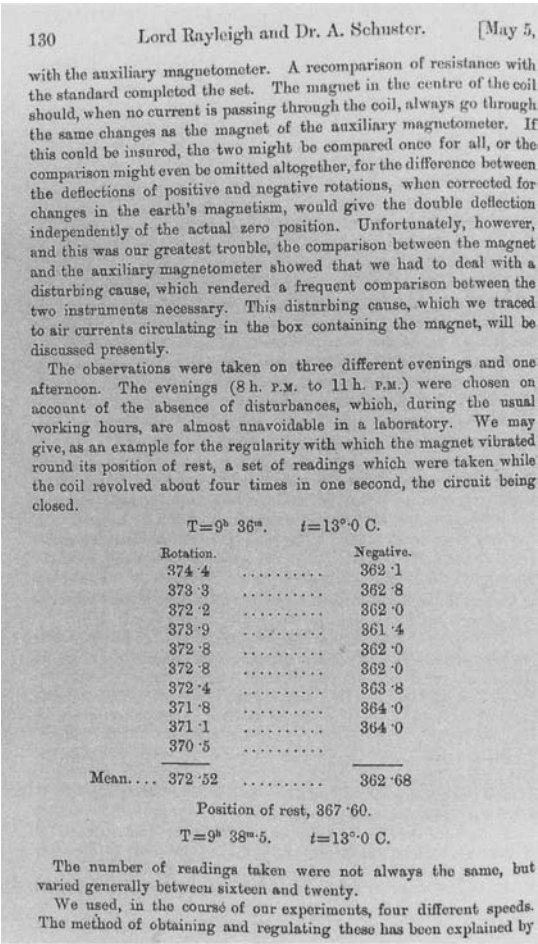 130 Lord Rayleigh and Dr. A. Schuster. [May 5,
with the auxiliary magnetometer. A recomparison of resistance with
the standard completed the set. The magnet in the centre of the coil
should, when no current is passing through the coil, always go through
the same changes as the magnet of the auxiliary magnetometer. If
this could be insured, the two might be compared once for all, or the
comparison might even be omitted altogether, for the difference between
the deflections of positive and negative rotations, when corrected for
changes in the earth's magnetism, would give the double deflection
independently of the actual zero position. Unfortunately, however,
and this was our greatest trouble, the comparison between the magnet
and the auxiliary magnetometer showed that we had to deal with a
disturbing cause, which rendered a frequent comparison between the
two instruments necessary. This disturbing cause, which we traced
to air currents circulating in the box containing the magnet, will be
discussed presently.
The observations were taken on three different evenings and one
afternoon. The evenings (8 h. P.M. to 11 h. P.M.) were chosen on
account of the absence of disturbances, which, during the usual
working hours, are almost unavoidable in a laboratory. We may
give, as an example for the regularity with which the magnet vibrated
round its position of rest, a set of readings which were taken while
the coil revolved about four times in one second, the circuit being
closed.
T=9ʰ 36ᵐ. t=13°·0 C.
Rotation. Negative.
374·4 .......... 362·1
373·3 .......... 362·8
372·2 .......... 362·0
373·9 .......... 361·4
372·8 .......... 362·0
372·8 .......... 362·0
372·4 .......... 363·8
371·8 .......... 364·0
371·1 .......... 364·0
370·5 ..........
Mean.... 372·52 .......... 362·68
Position of rest, 367·60.
T=9ʰ 38ᵐ·5. t=13°·0 C.
The number of readings taken were not always the same, but
varied generally between sixteen and twenty.
We used, in the course of our experiments, four different speeds.
The method of obtaining and regulating these has been explained by